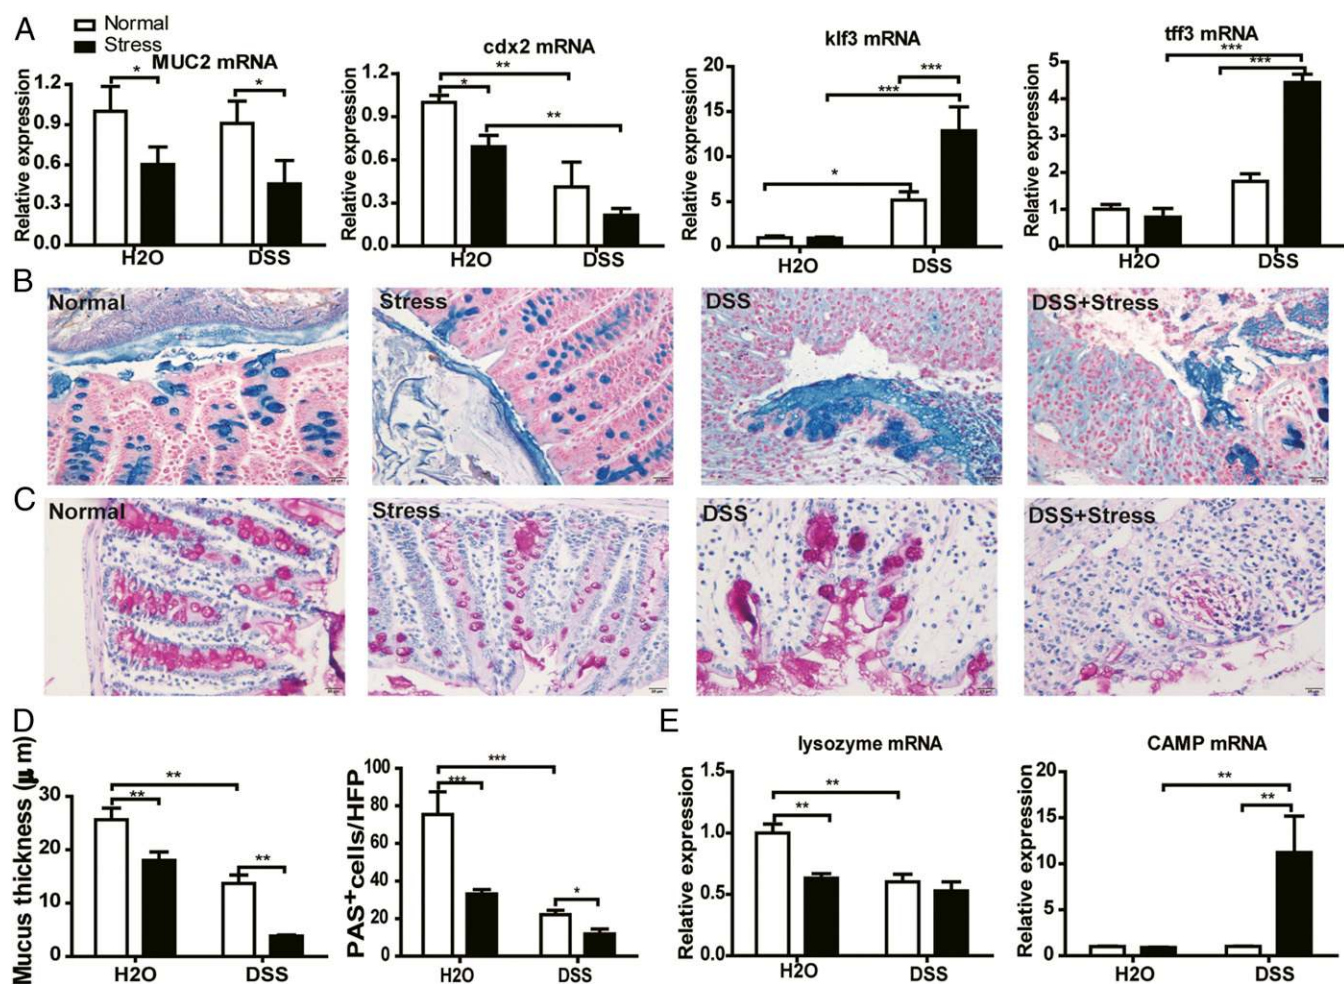 A
Normal
Stress
MUC2 mRNA
cdx2 mRNA
klf3 mRNA
tff3 mRNA
Relative expression
1.2
0.9
0.6
0.3
0.0
*
*
H2O
DSS
Relative expression
1.2
0.9
0.6
0.3
0.0
**
*
**
H2O
DSS
Relative expression
20
15
10
5
0
***
***
*
H2O
DSS
Relative expression
5
4
3
2
1
0
***
***
H2O
DSS
B
Normal
Stress
DSS
DSS+Stress
C
Normal
Stress
DSS
DSS+Stress
D
Mucus thickness (μ m)
30
20
10
0
**
**
**
H2O
DSS
PAS+cells/HFP
100
80
60
40
20
0
***
***
*
H2O
DSS
E
lysozyme mRNA
Relative expression
1.5
1.0
0.5
0.0
**
**
H2O
DSS
CAMP mRNA
Relative expression
20
15
10
5
0
**
**
H2O
DSS